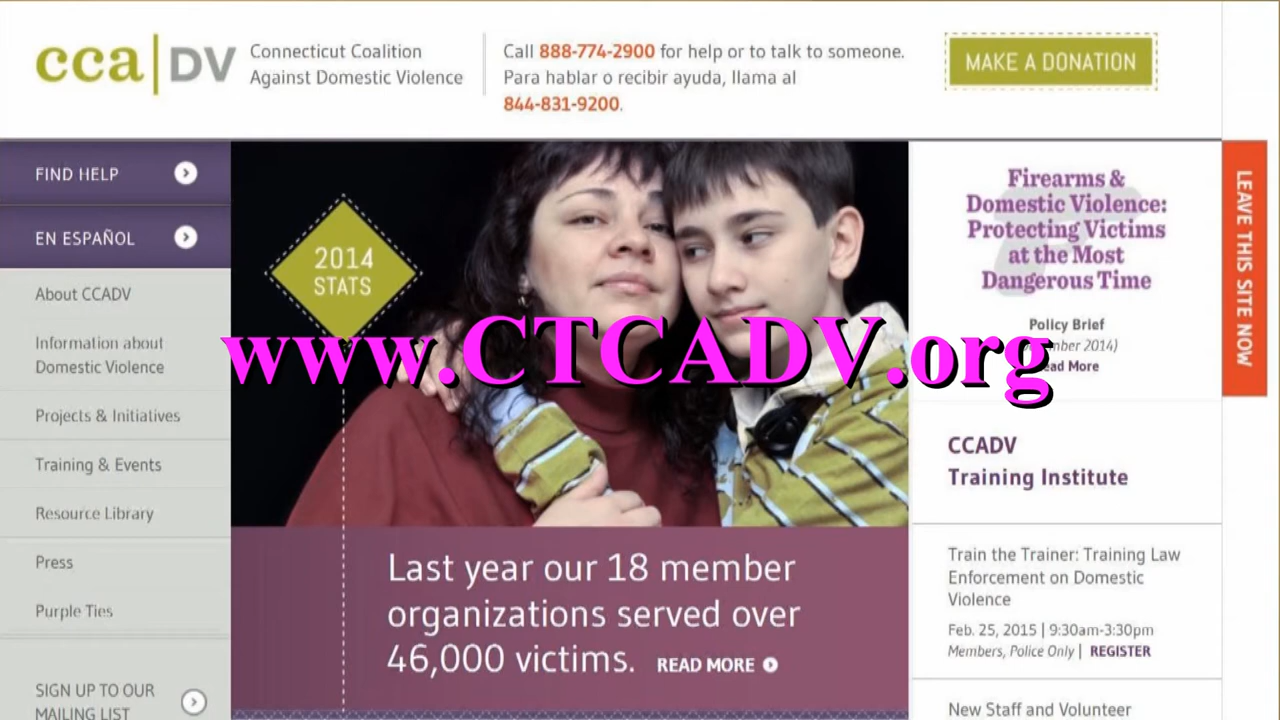 cca|DV
Connecticut Coalition
Against Domestic Violence
Call 888-774-2900 for help or to talk to someone.
Para hablar o recibir ayuda, llama al
844-831-9200.
MAKE A DONATION
FIND HELP
EN ESPAÑOL
About CCADV
Information about
Domestic Violence
Projects & Initiatives
Training & Events
Resource Library
Press
Purple Ties
SIGN UP TO OUR
MAILING LIST
2014
STATS
www.CTCADV.org
Last year our 18 member
organizations served over
46,000 victims. READ MORE
Firearms &
Domestic Violence:
Protecting Victims
at the Most
Dangerous Time
Policy Brief
2014)
More
CCADV
Training Institute
Train the Trainer: Training Law
Enforcement on Domestic
Violence
Feb. 25, 2015 | 9:30am-3:30pm
Members, Police Only | REGISTER
New Staff and Volunteer
LEAVE THIS SITE NOW